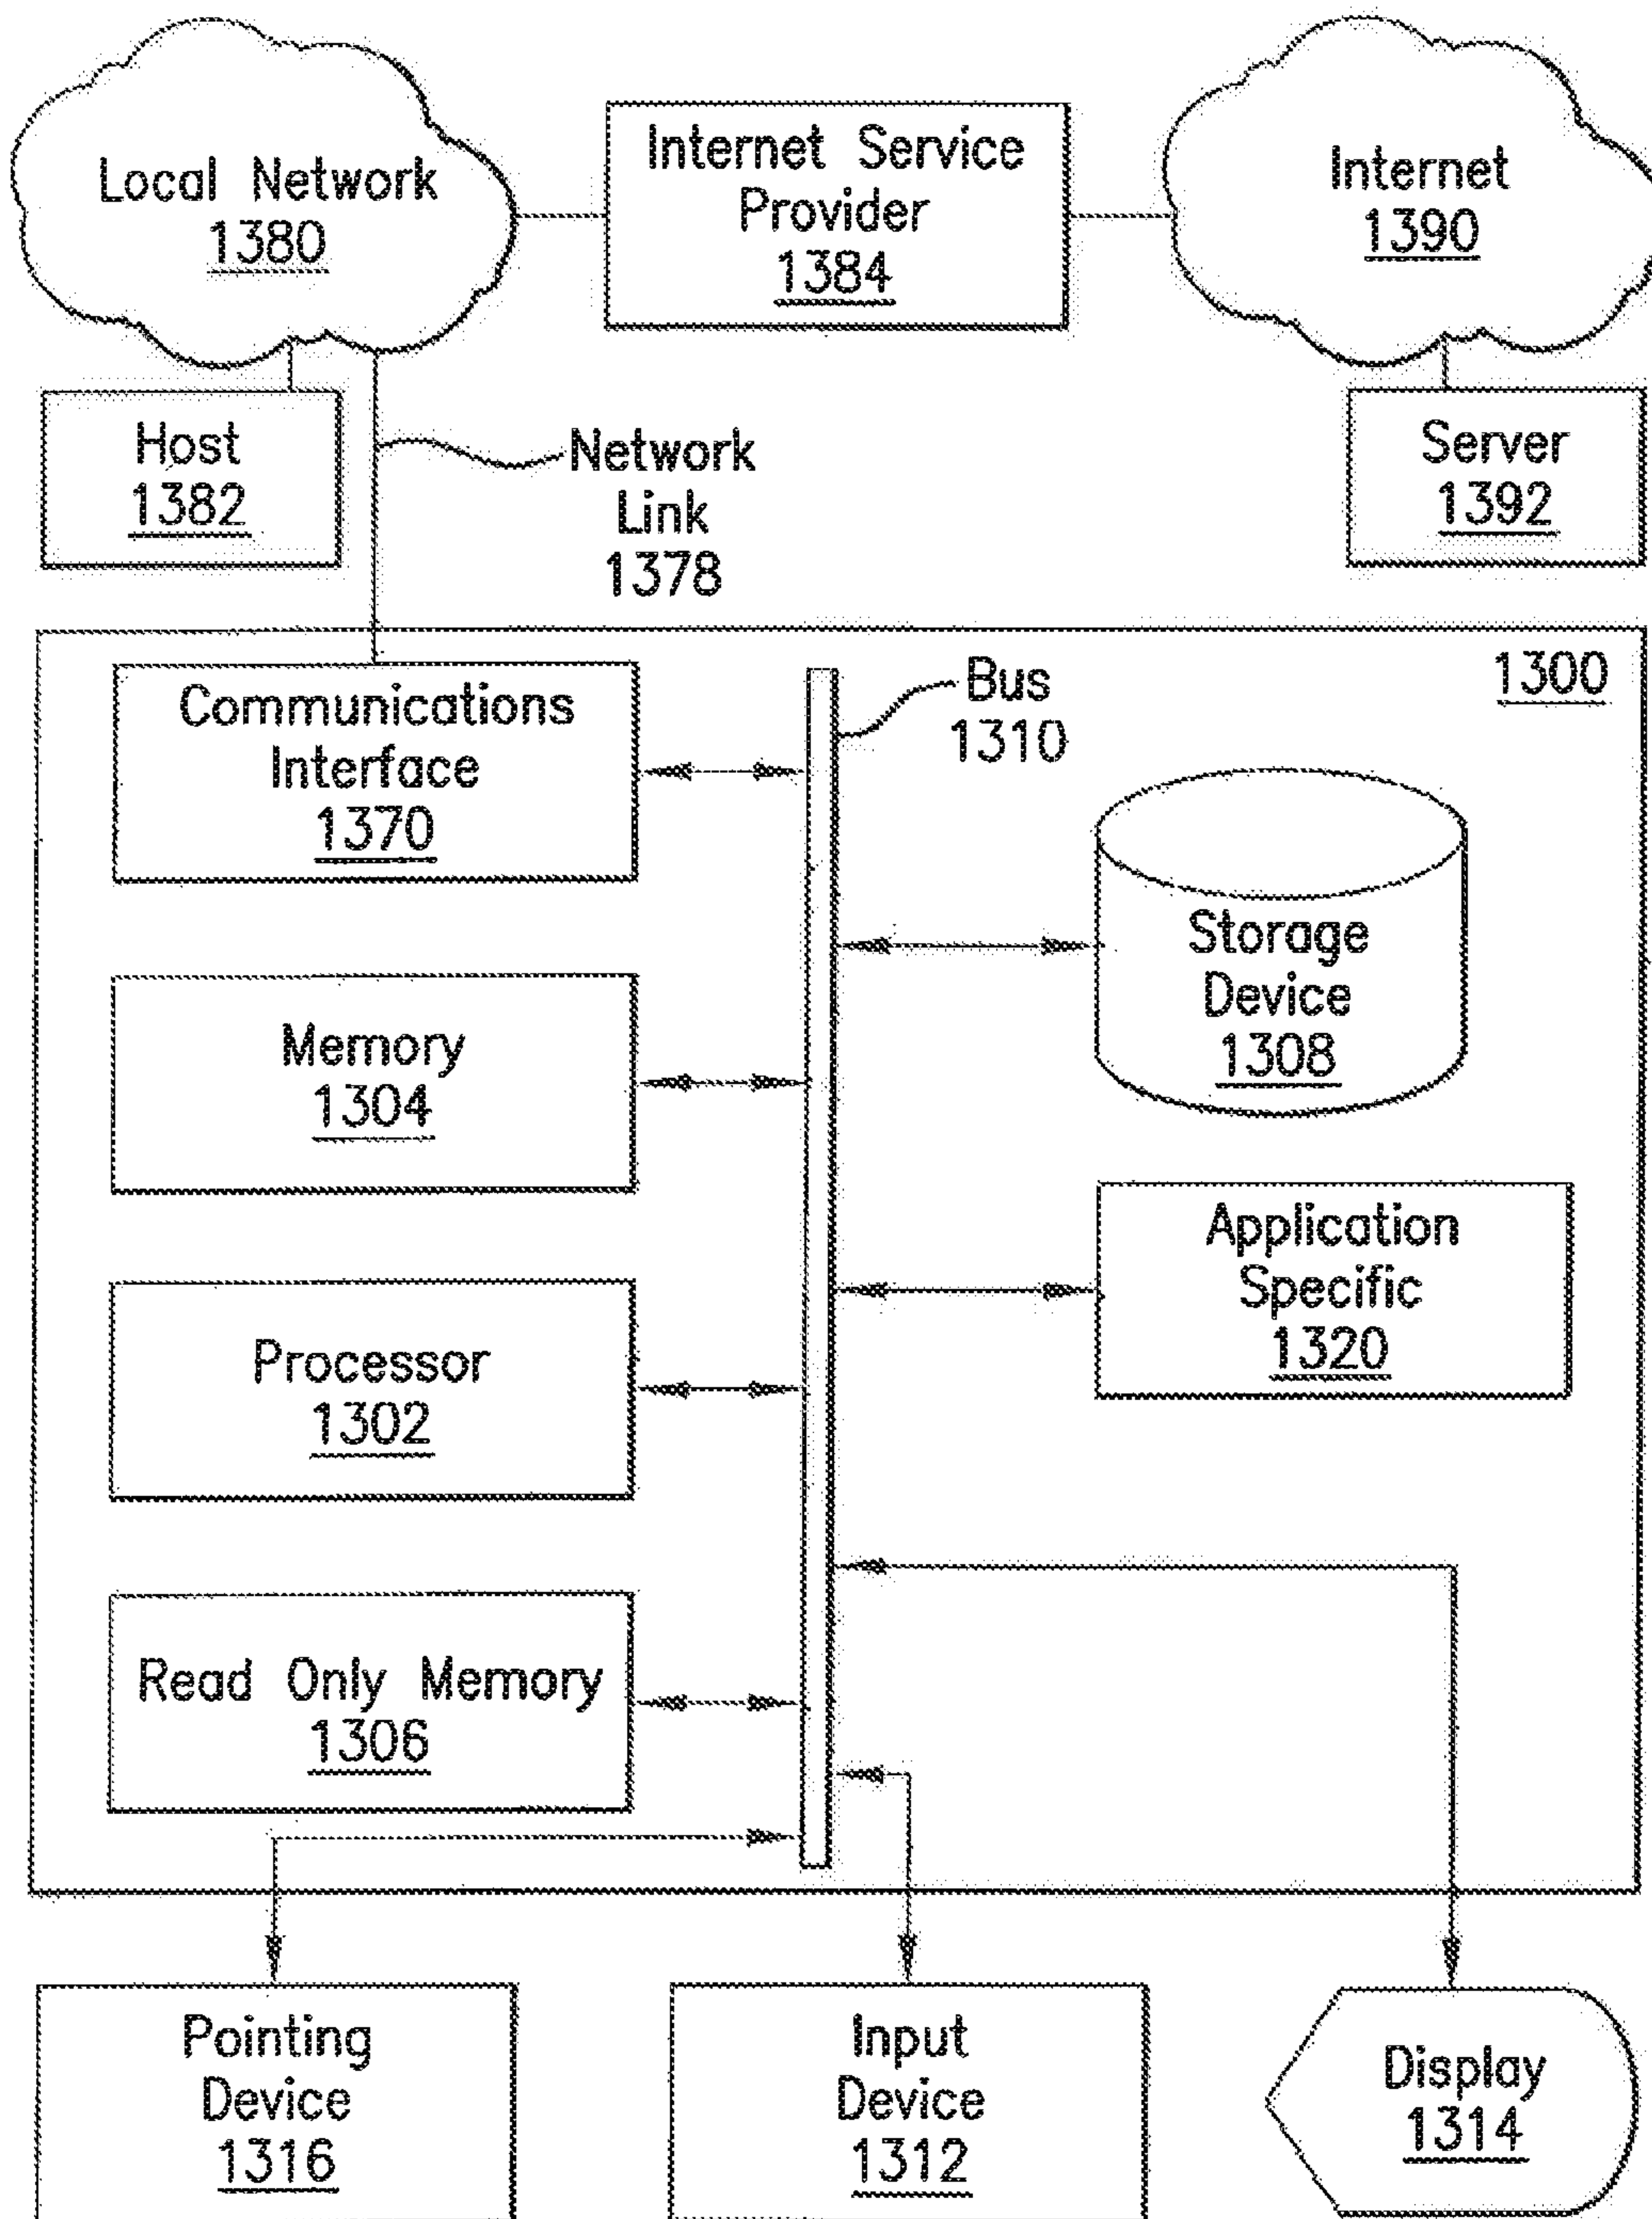 Local Network
1380
Internet Service
Provider
1384
Internet
1390
Host
1382
Network
Link
1378
Server
1392
1300
Communications
Interface
1370
Bus
1310
Storage
Device
1308
Memory
1304
Application
Specific
1320
Processor
1302
Read Only Memory
1306
Pointing
Device
1316
Input
Device
1312
Display
1314